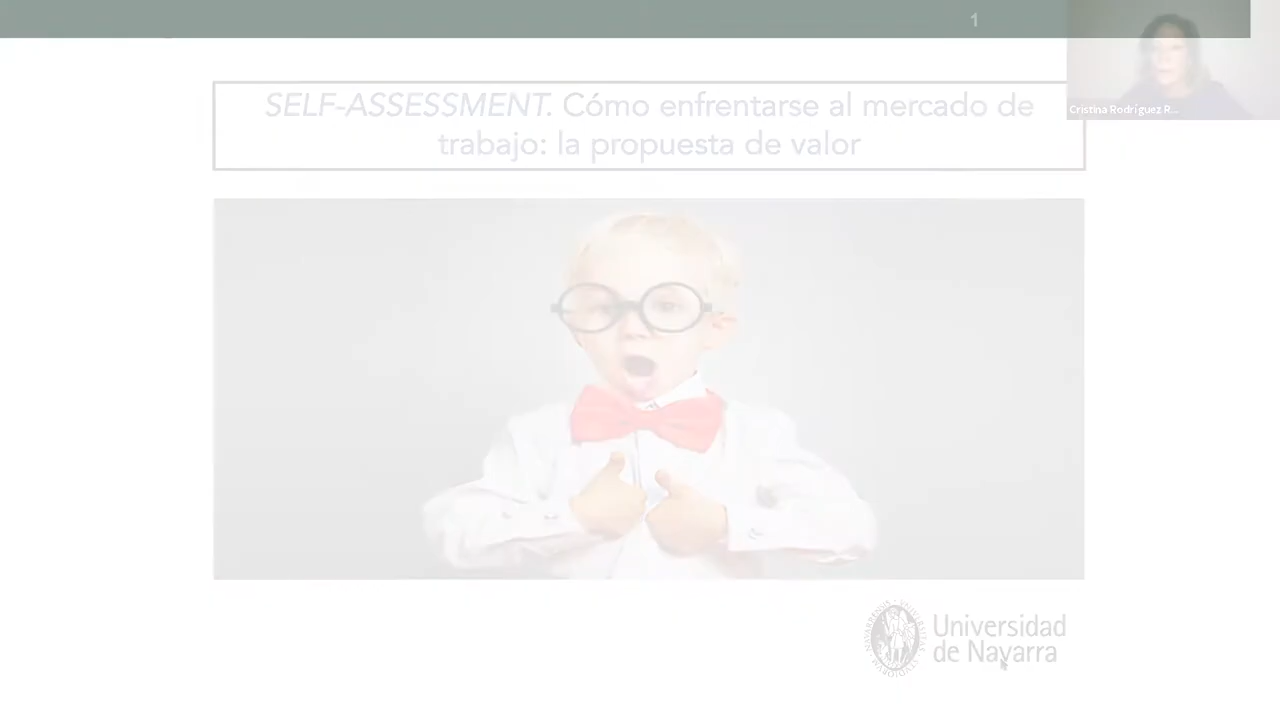 1
Cristina Rodríguez R...
SELF-ASSESSMENT. Cómo enfrentarse al mercado de
trabajo: la propuesta de valor
Universidad
de Navarra